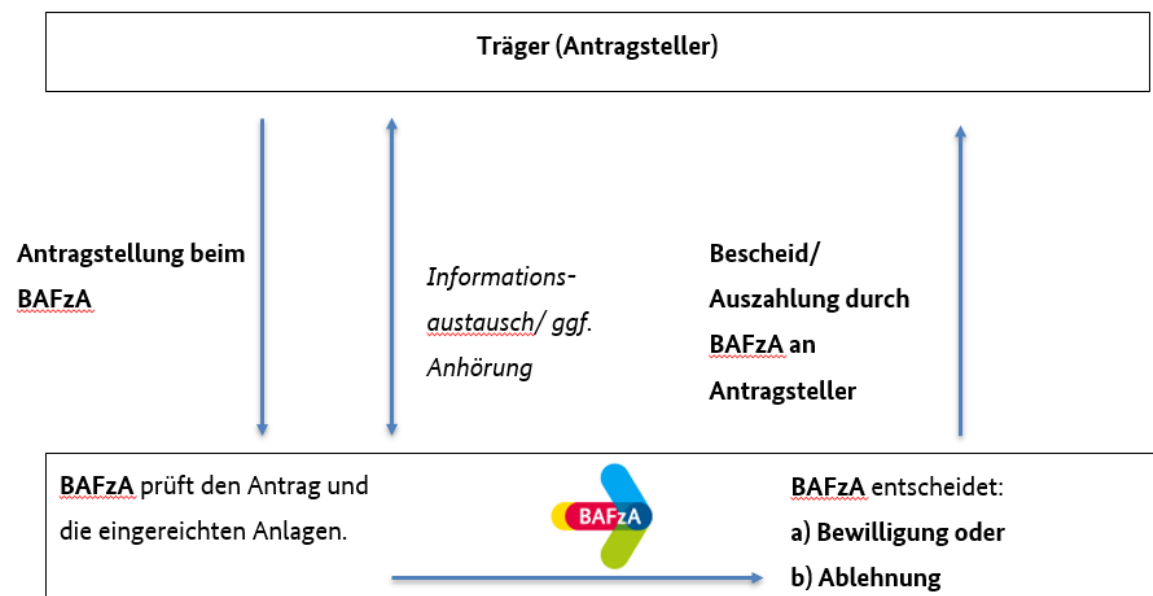 Träger (Antragsteller)
Antragstellung beim
BAFzA
Informations-
austausch/ ggf.
Anhörung
Bescheid/
Auszahlung durch
BAFzA an
Antragsteller
BAFzA prüft den Antrag und
die eingereichten Anlagen.
BAFzA
BAFzA entscheidet:
a) Bewilligung oder
b) Ablehnung